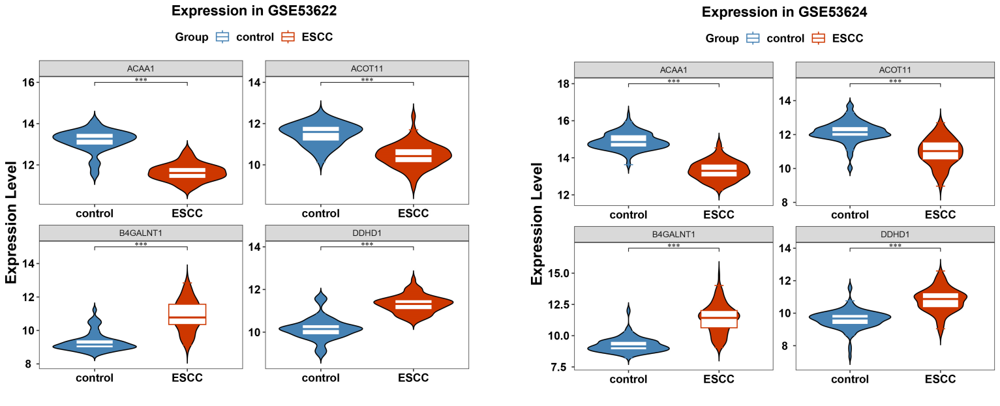 Expression in GSE53622
Group control ESCC
Expression Level
ACAA1
***
16
14
12
control ESCC
ACOT11
***
14
12
10
control ESCC
B4GALNT1
***
14
12
10
8
control ESCC
DDHD1
***
14
12
10
control ESCC
Expression in GSE53624
Group control ESCC
Expression Level
ACAA1
***
18
16
14
12
control ESCC
ACOT11
***
14
12
10
8
control ESCC
B4GALNT1
***
15.0
12.5
10.0
7.5
control ESCC
DDHD1
***
14
12
10
8
control ESCC